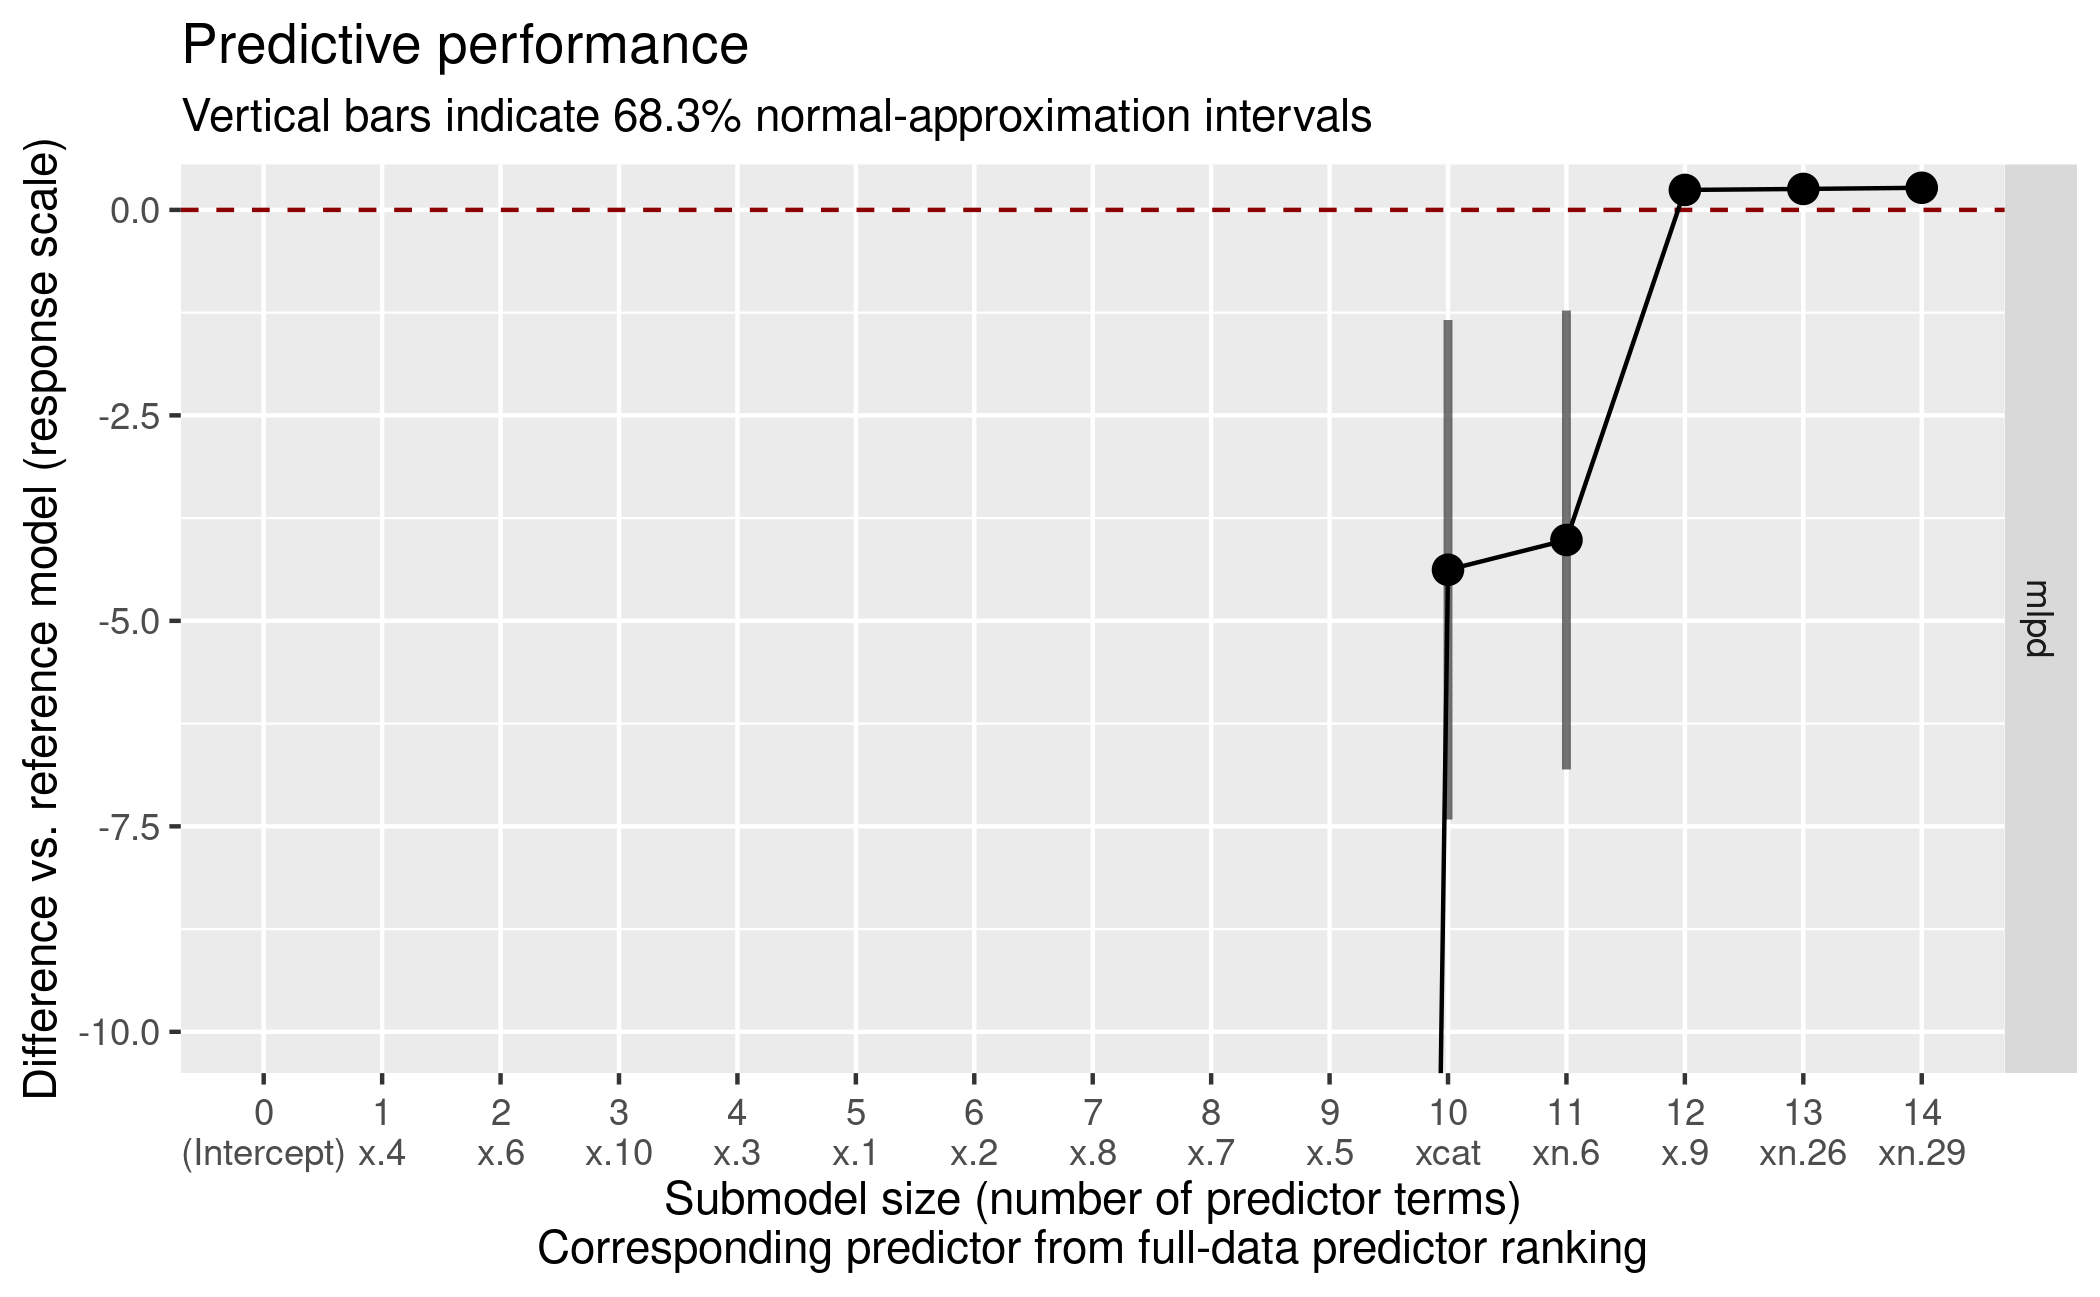 Predictive performance
Vertical bars indicate 68.3% normal-approximation intervals
Difference vs. reference model (response scale)
0.0
-2.5
-5.0
-7.5
-10.0
mlpd
0 1 2 3 4 5 6 7 8 9 10 11 12 13 14
(Intercept) x.4 x.6 x.10 x.3 x.1 x.2 x.8 x.7 x.5 xcat xn.6 x.9 xn.26 xn.29
Submodel size (number of predictor terms)
Corresponding predictor from full-data predictor ranking